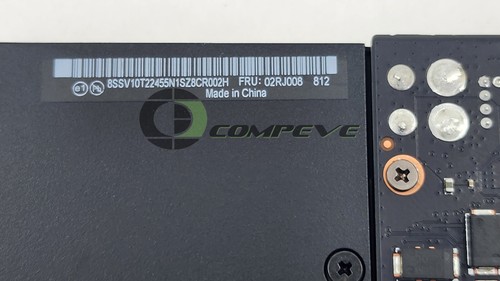 8SSV10T22455N1SZ8CR002H FRU: 02RJ008 812
Made in China
COMPEVE